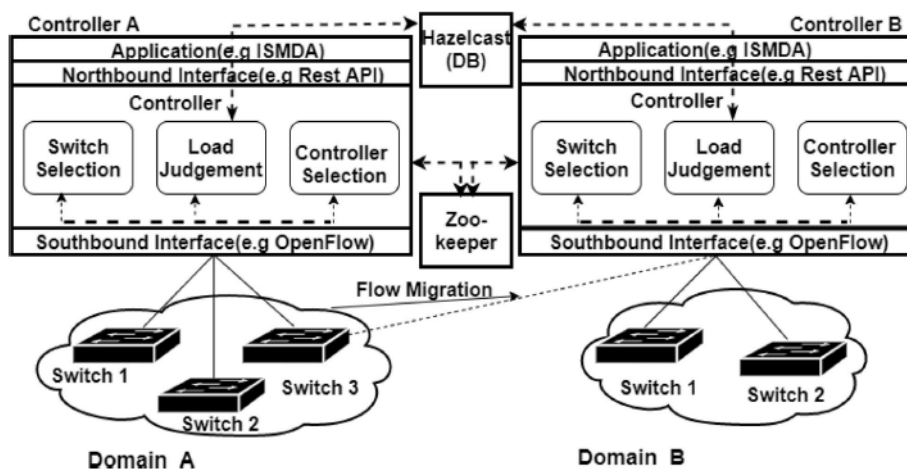 Controller A
Application(e.g ISMDA)
Northbound Interface(e.g Rest API)
Controller
Switch
Selection
Load
Judgement
Controller
Selection
Southbound Interface(e.g OpenFlow)
Hazelcast
(DB)
Zoo-
keeper
Controller B
Application(e.g ISMDA)
Northbound Interface(e.g Rest API)
Controller
Switch
Selection
Load
Judgement
Controller
Selection
Southbound Interface(e.g OpenFlow)
Flow Migration
Switch 1
Switch 2
Switch 3
Domain A
Switch 1
Switch 2
Domain B